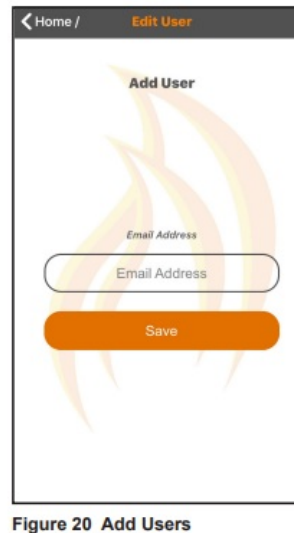 Home / Edit User
Add User
Email Address
Email Address
Save
Figure 20 Add Users